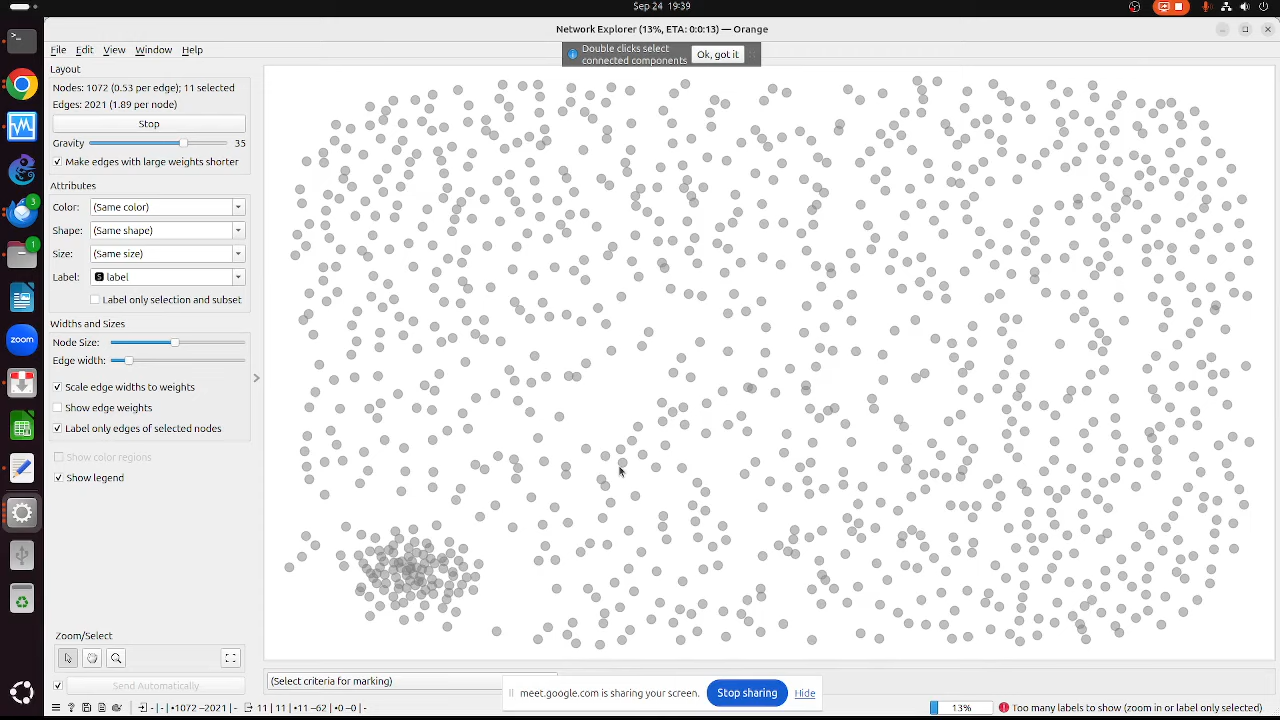 Sep 24 19:39
Network Explorer (13%, ETA: 0:0:13) — Orange
File Edit View Window Help
Double clicks select
connected components
Ok, got it
Layout
Nodes: 1072 (0.53 per edge); 11 selected
Edges: 2021 (1.89 per node)
Stop
Gravity 35
Make edges with large weights shorter
Attributes
Color: (Same color)
Shape: (Same shape)
Size: (Same size)
Label: S label
Label only selection and subset
Widths and Sizes
Node size:
Edge width:
Scale edge widths to weights
Show edge weights
Label only edges of selected nodes
Show color regions
Show legend
Zoom/Select
Send Automatically
(Select criteria for marking)
meet.google.com is sharing your screen.
Stop sharing
Hide
13%
Too many labels to show (zoom in or label only selected)
3
1
zoom